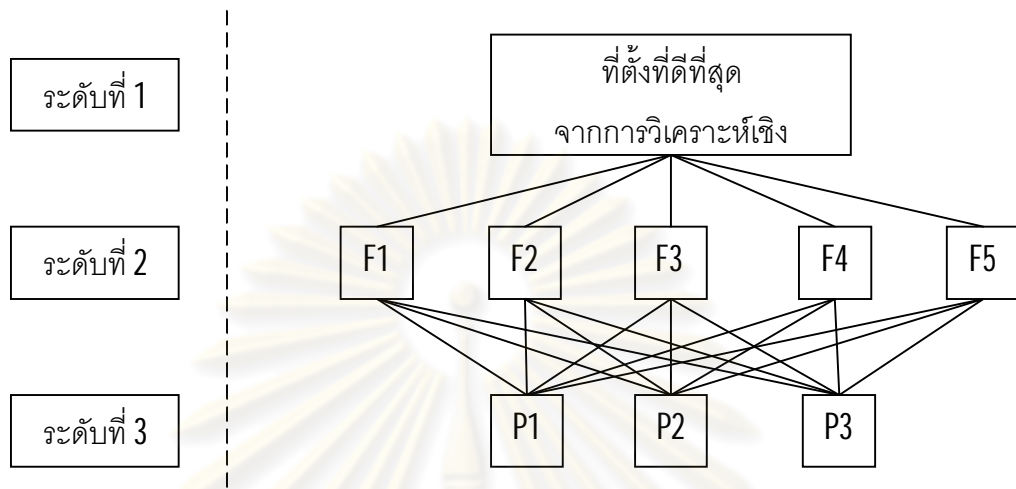 ระดับที่ 1
ที่ตั้งที่ดีที่สุด
จากการวิเคราะห์เชิง
ระดับที่ 2
F1 F2 F3 F4 F5
ระดับที่ 3
P1 P2 P3